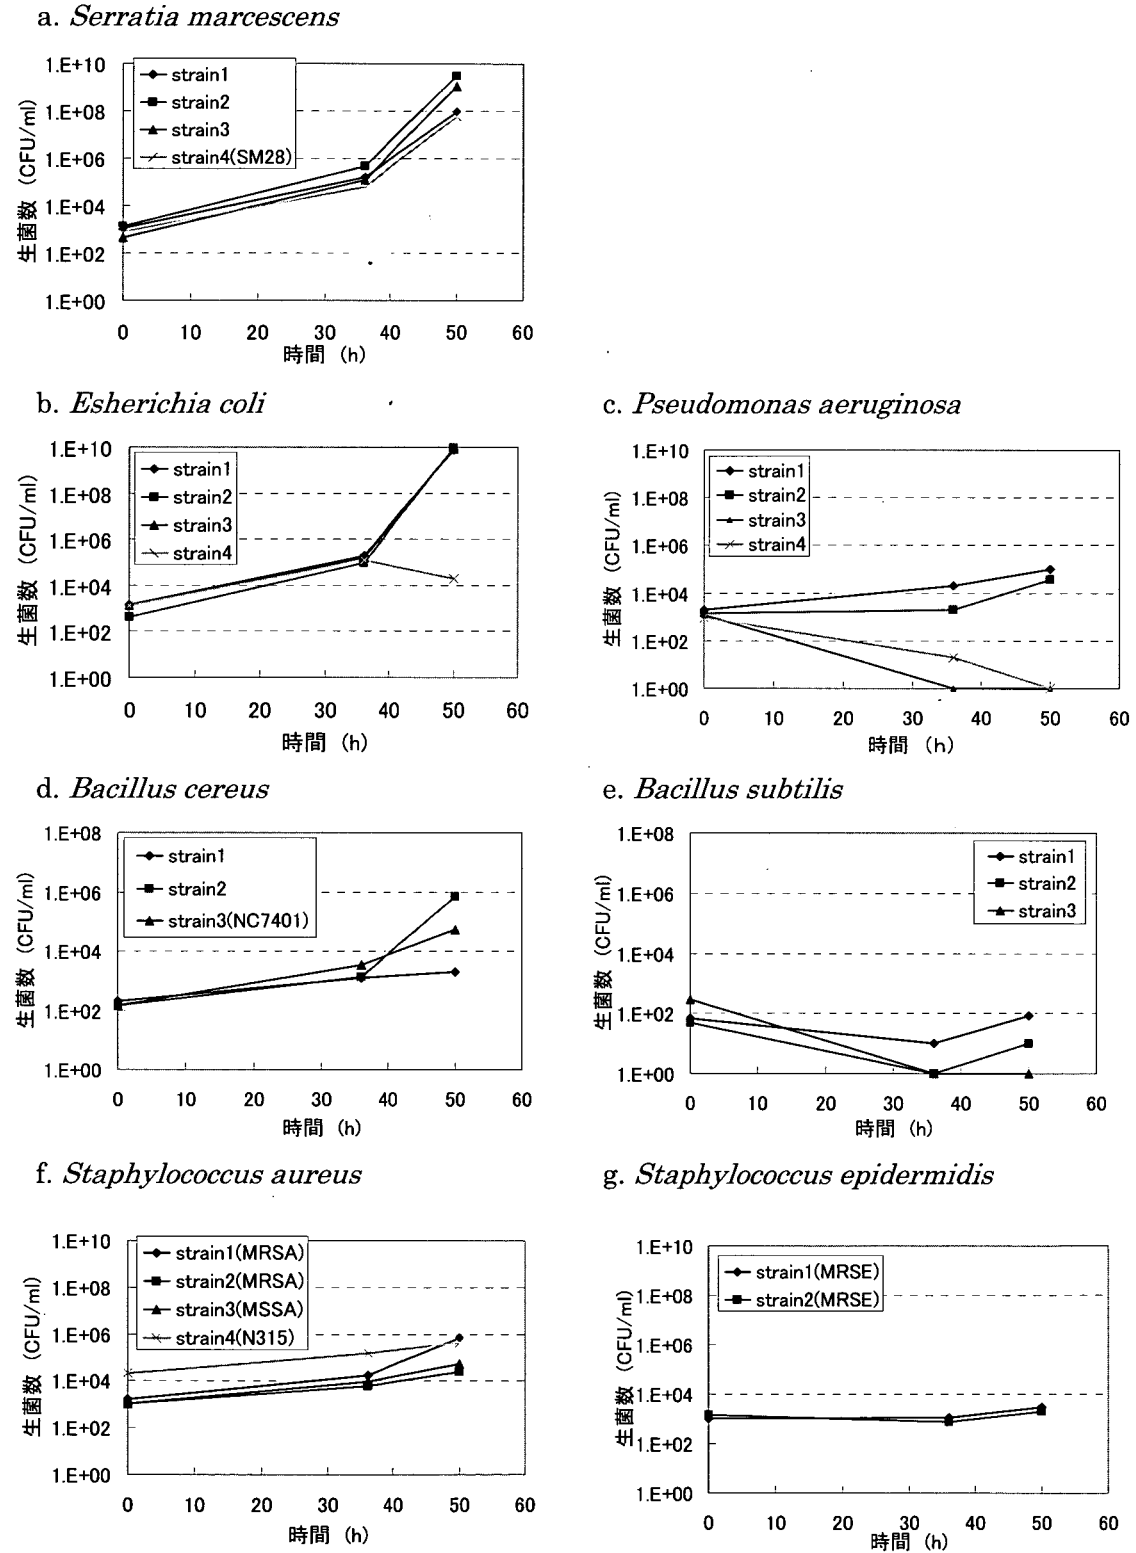 a. Serratia marcescens
1.E+10
1.E+08
1.E+06
1.E+04
1.E+02
1.E+00
生菌数 (CFU/ml)
strain1
strain2
strain3
strain4(SM28)
0 10 20 30 40 50 60
時間 (h)
b. Esherichia coli
1.E+10
1.E+08
1.E+06
1.E+04
1.E+02
1.E+00
生菌数 (CFU/ml)
strain1
strain2
strain3
strain4
0 10 20 30 40 50 60
時間 (h)
c. Pseudomonas aeruginosa
1.E+10
1.E+08
1.E+06
1.E+04
1.E+02
1.E+00
生菌数 (CFU/ml)
strain1
strain2
strain3
strain4
0 10 20 30 40 50 60
時間 (h)
d. Bacillus cereus
1.E+08
1.E+06
1.E+04
1.E+02
1.E+00
生菌数 (CFU/ml)
strain1
strain2
strain3(NC7401)
0 10 20 30 40 50 60
時間 (h)
e. Bacillus subtilis
1.E+08
1.E+06
1.E+04
1.E+02
1.E+00
生菌数 (CFU/ml)
strain1
strain2
strain3
0 10 20 30 40 50 60
時間 (h)
f. Staphylococcus aureus
1.E+10
1.E+08
1.E+06
1.E+04
1.E+02
1.E+00
生菌数 (CFU/ml)
strain1(MRSA)
strain2(MRSA)
strain3(MSSA)
strain4(N315)
0 10 20 30 40 50 60
時間 (h)
g. Staphylococcus epidermidis
1.E+10
1.E+08
1.E+06
1.E+04
1.E+02
1.E+00
生菌数 (CFU/ml)
strain1(MRSE)
strain2(MRSE)
0 10 20 30 40 50 60
時間 (h)